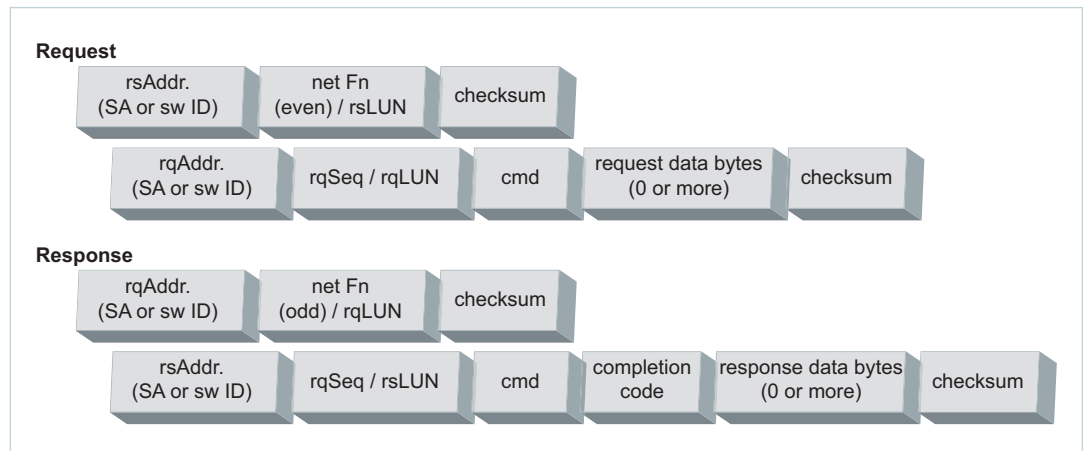 Request
rsAddr.
(SA or sw ID)
net Fn
(even) / rsLUN
checksum
rqAddr.
(SA or sw ID)
rqSeq / rqLUN
cmd
request data bytes
(0 or more)
checksum
Response
rqAddr.
(SA or sw ID)
net Fn
(odd) / rqLUN
checksum
rsAddr.
(SA or sw ID)
rqSeq / rsLUN
cmd
completion
code
response data bytes
(0 or more)
checksum